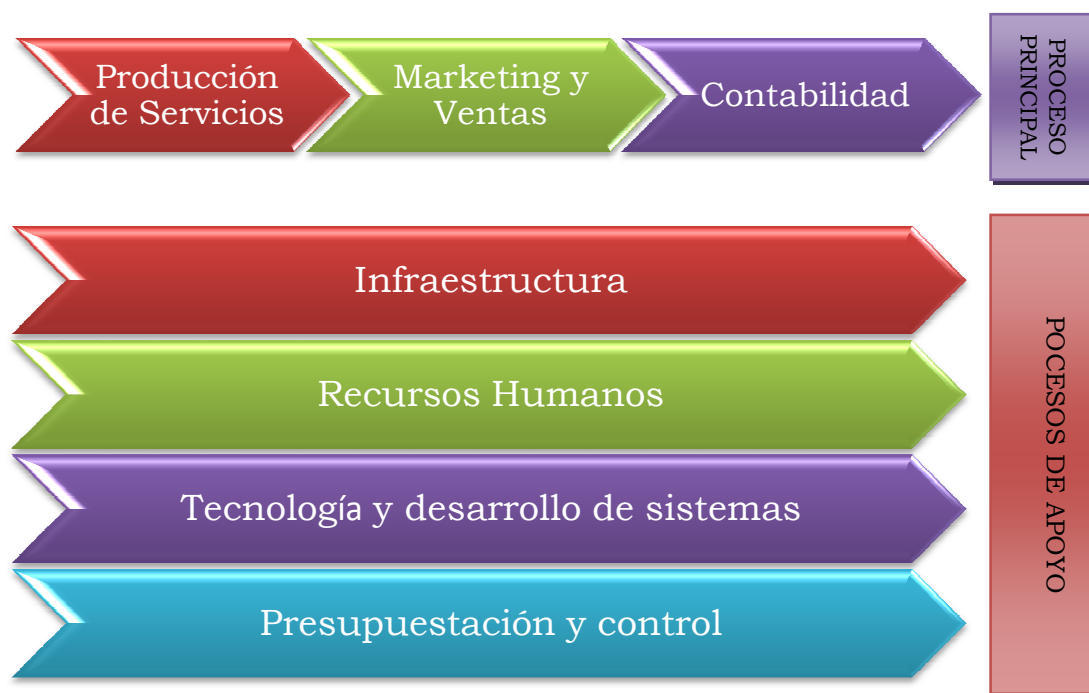 Producción
de Servicios
Marketing y
Ventas
Contabilidad
PROCESO
PRINCIPAL
Infraestructura
Recursos Humanos
Tecnología y desarrollo de sistemas
Presupuestación y control
POCESOS DE APOYO